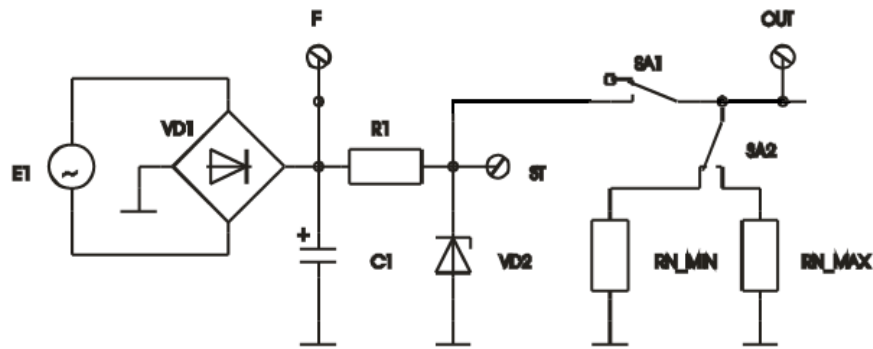 F
OUT
SA1
VD1
R1
SA2
E1
~
ST
+
C1
VD2
RN_MIN
RN_MAX